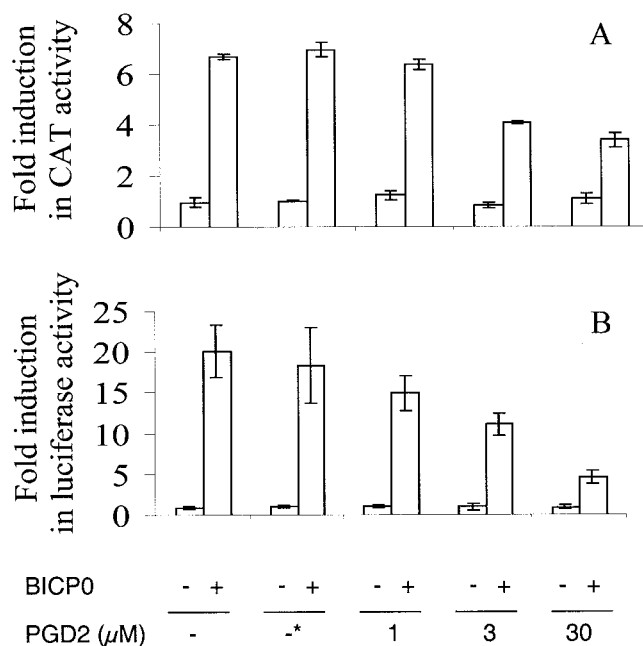 A
Fold induction
in CAT activity
8
6
4
2
0
B
Fold induction
in luciferase activity
25
20
15
10
5
0
BICP0 - + - + - + - + - +
PGD2 (µM) - -* 1 3 30